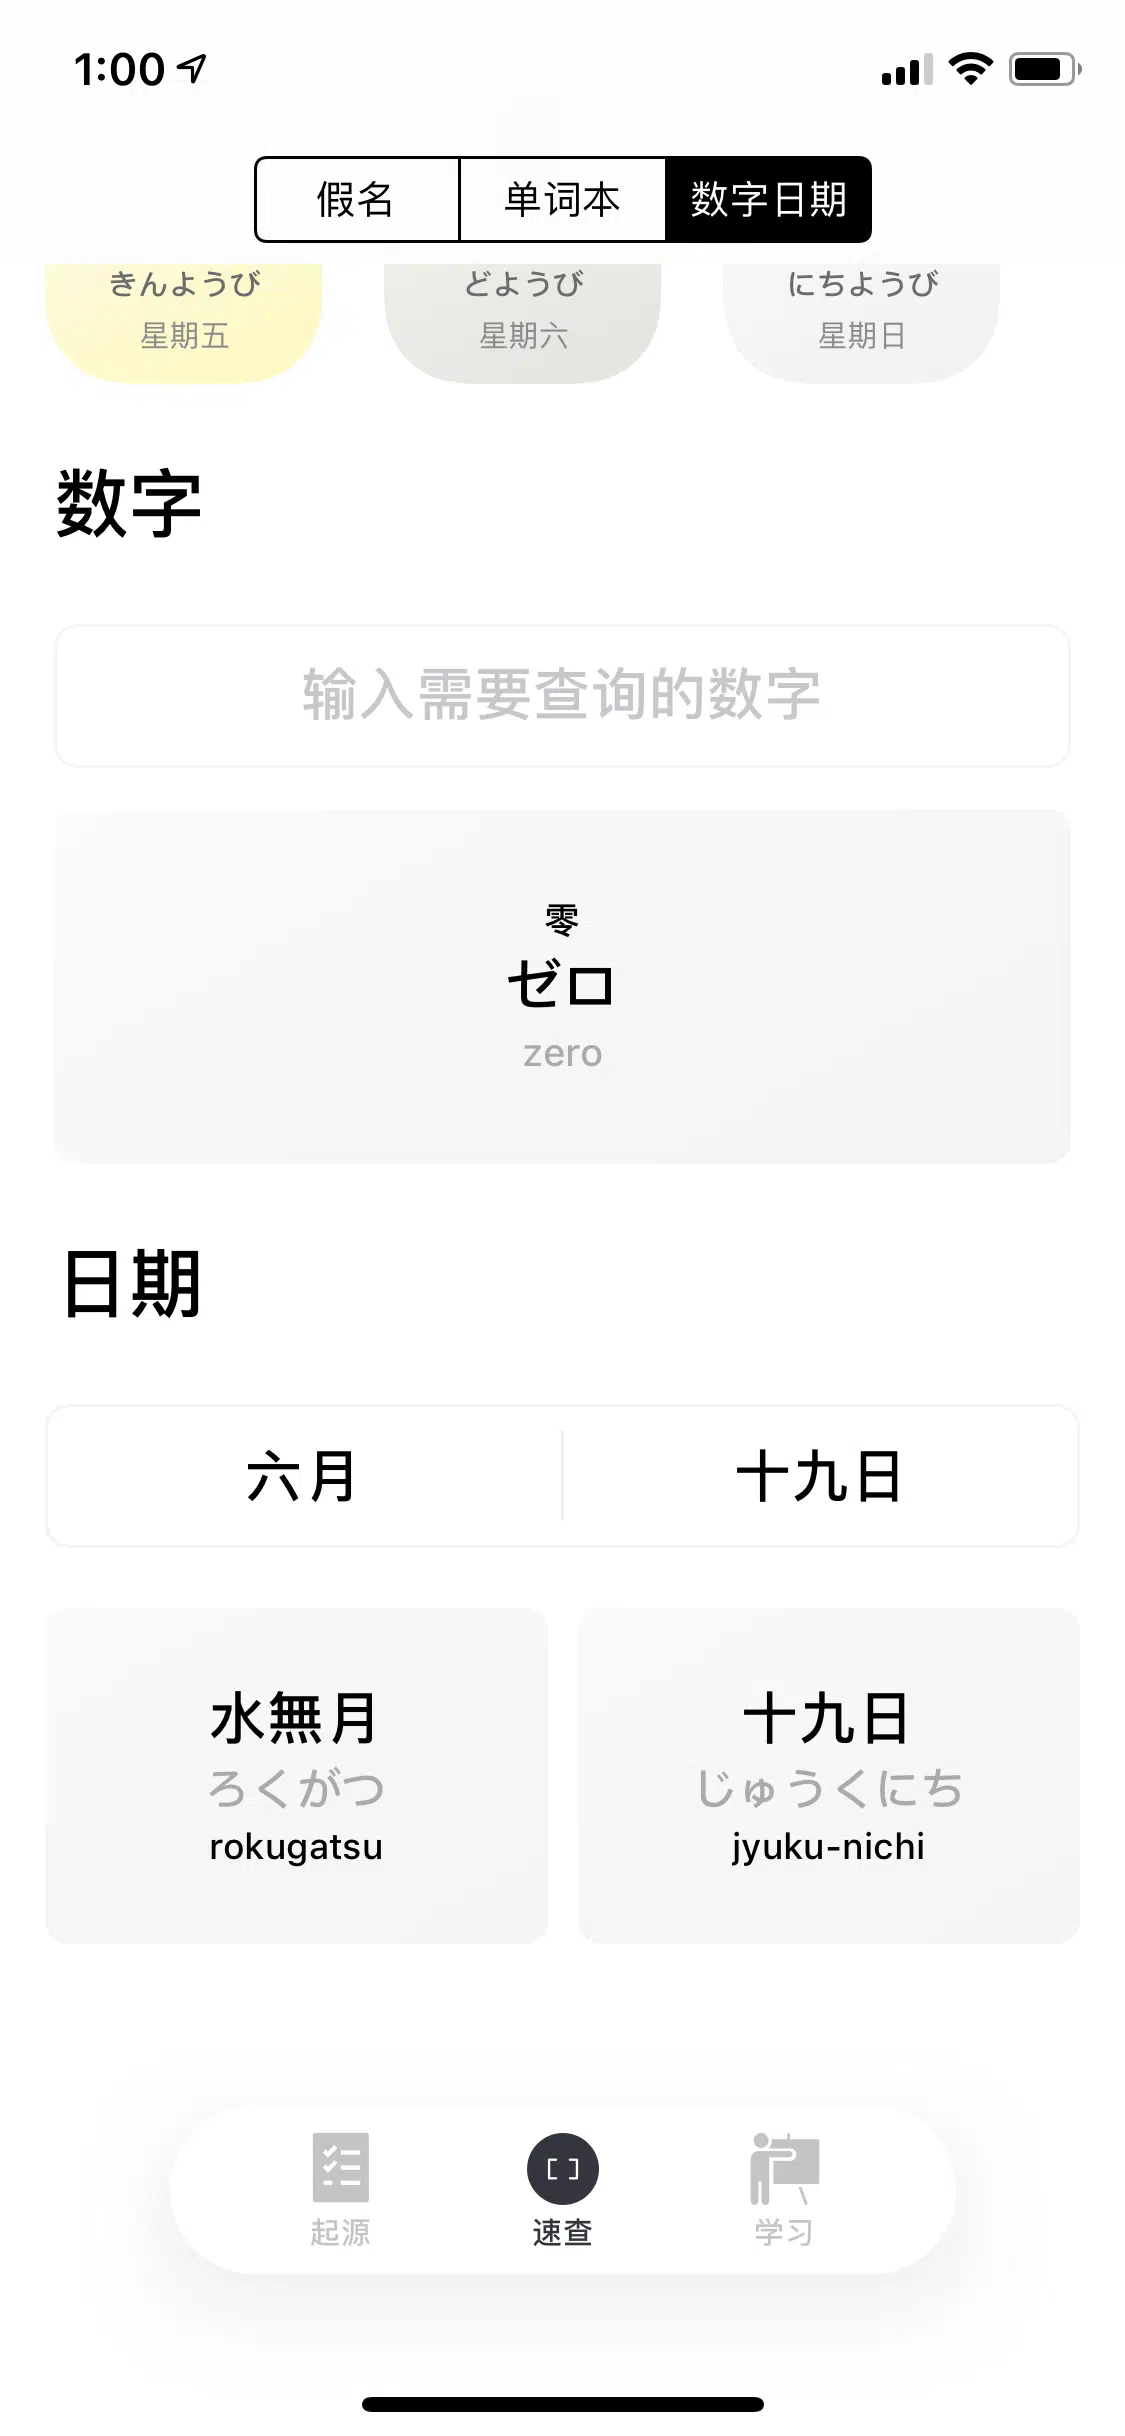 1:00
假名 单词本 数字日期
きんようび どようび にちようび
星期五 星期六 星期日
数字
输入需要查询的数字
零
ゼロ
zero
日期
六月 十九日
水無月 十九日
ろくがつ じゅうくにち
rokugatsu jyuku-nichi
起源 速查 学习